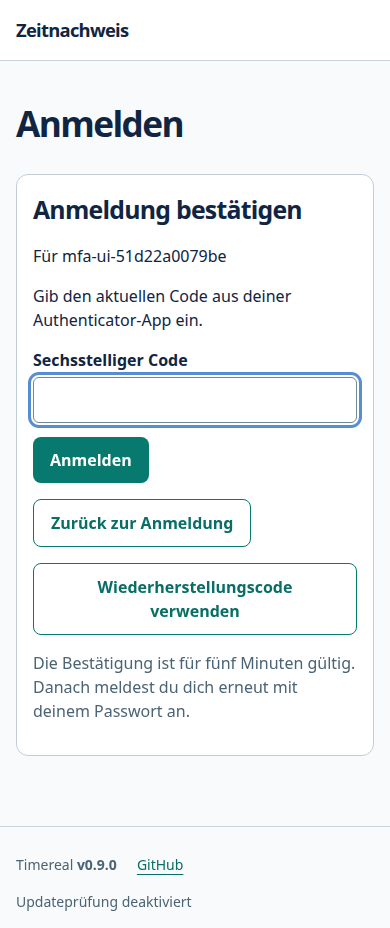 Zeitnachweis
Anmelden
Anmeldung bestätigen
Für mfa-ui-51d22a0079be
Gib den aktuellen Code aus deiner
Authenticator-App ein.
Sechsstelliger Code
Anmelden
Zurück zur Anmeldung
Wiederherstellungscode
verwenden
Die Bestätigung ist für fünf Minuten gültig.
Danach meldest du dich erneut mit
deinem Passwort an.
Timereal v0.9.0 GitHub
Updateprüfung deaktiviert